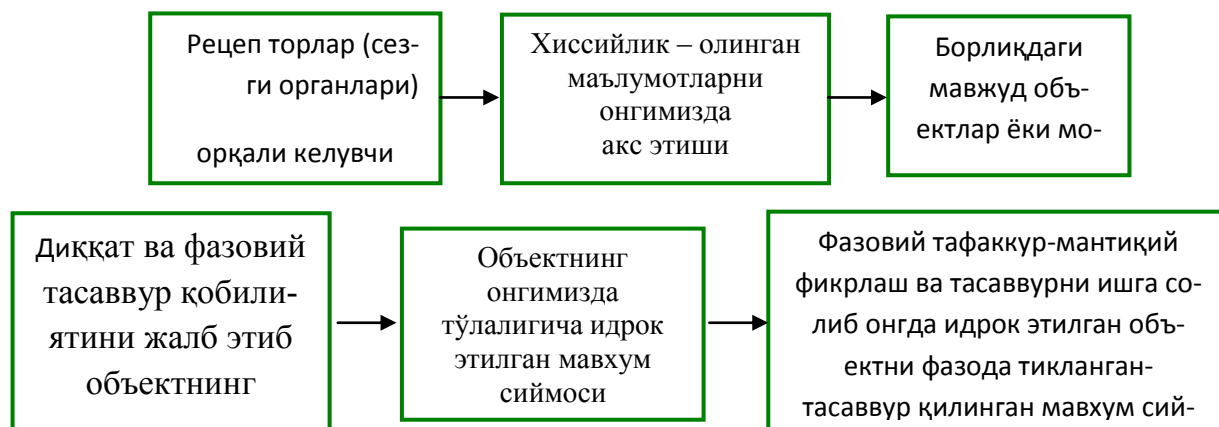 Рецеп торлар (сез-
ги органлари)
орқали келувчи
Хиссийлик – олинган
маълумотларни
онгимизда
акс этиши
Борлиқдаги
мавжуд объ-
ектлар ёки мо-
Диққат ва фазовий
тасаввур қобили-
ятини жалб этиб
объектнинг
Объектнинг
онгимизда
тўлалигича идрок
этилган мавхум
сиймоси
Фазовий тафаккур-мантиқий
фикрлаш ва тасаввурни ишга со-
либ онгда идрок этилган объ-
ектни фазода тикланган-
тасаввур қилинган мавхум сий-